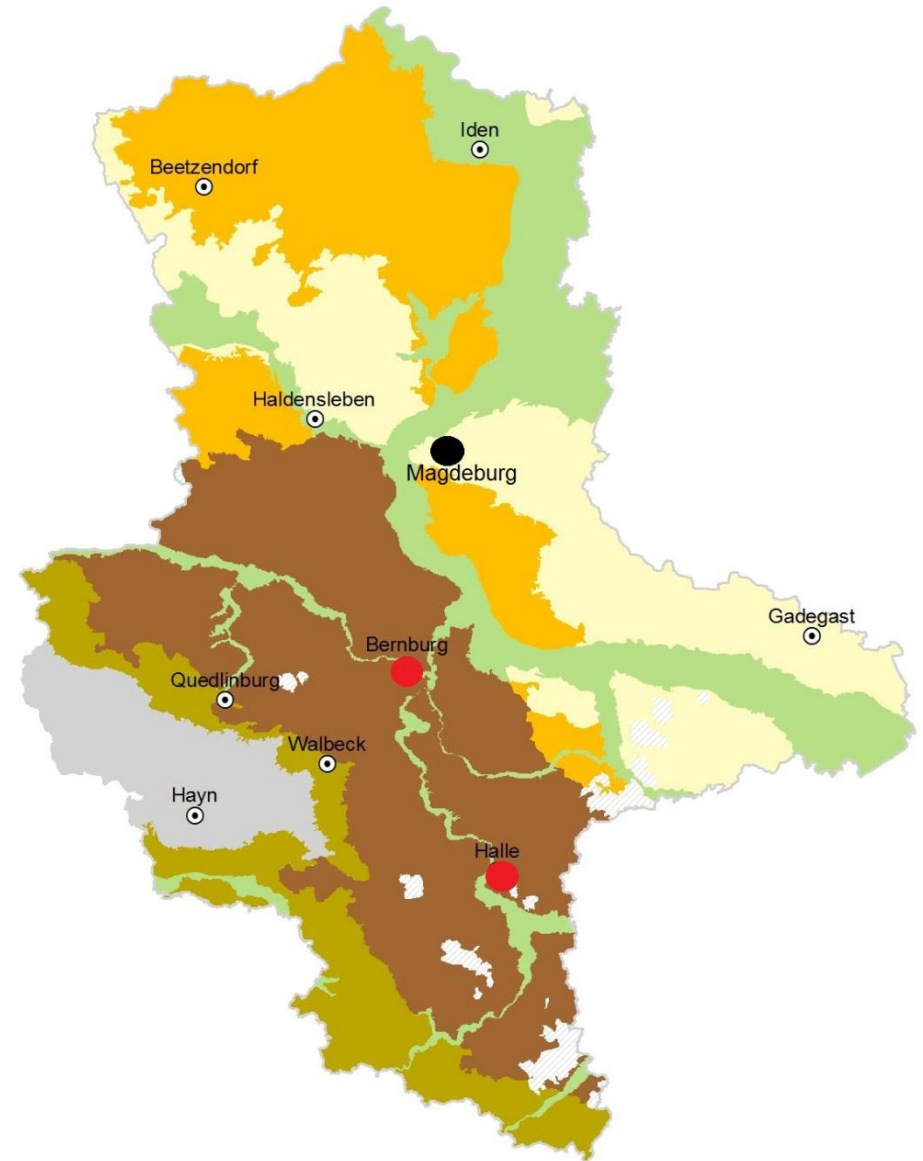 Iden
Beetzendorf
Haldensleben
Magdeburg
Gadegast
Bernburg
Quedlinburg
Walbeck
Hayn
Halle